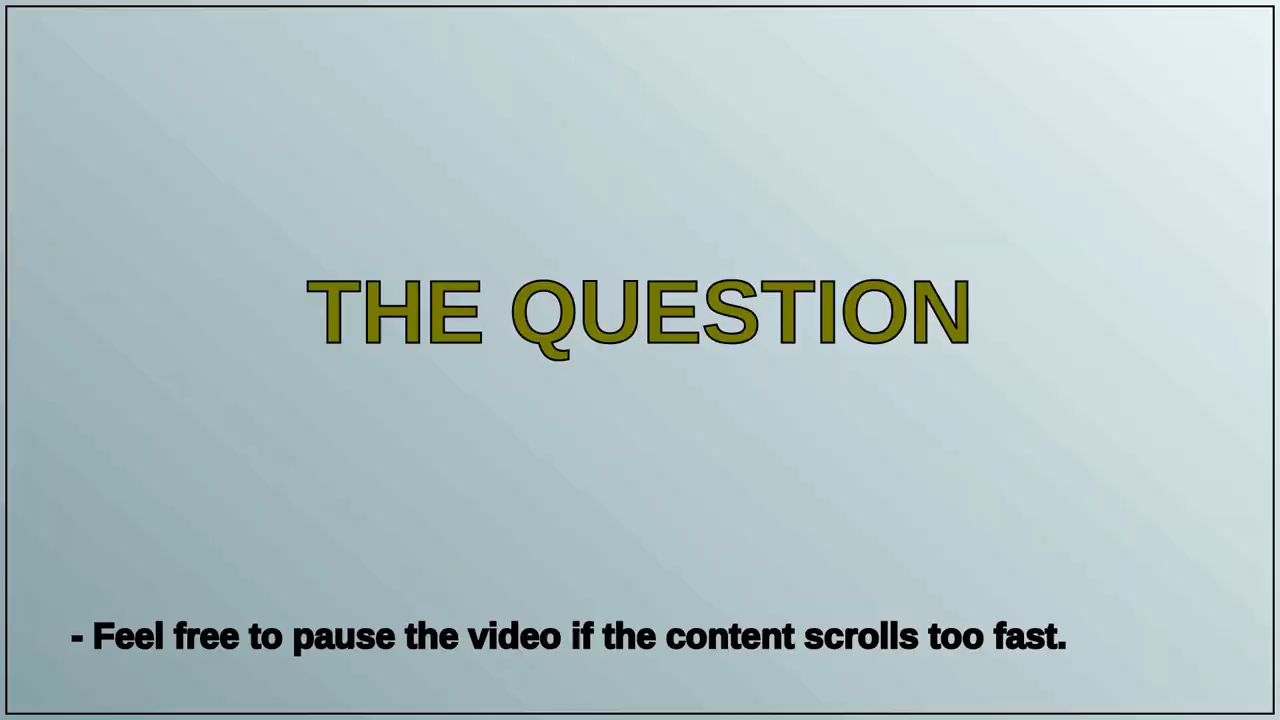 THE QUESTION
- Feel free to pause the video if the content scrolls too fast.